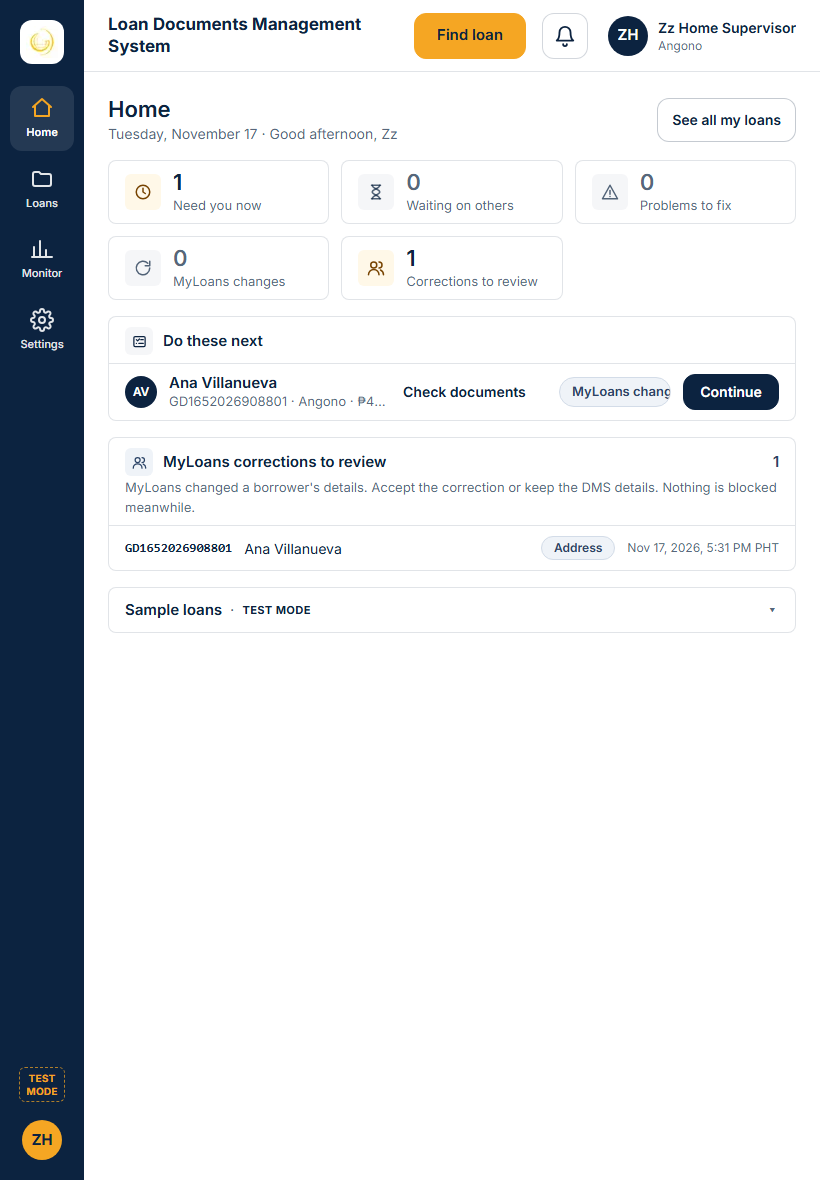 Loan Documents Management
System
Find loan
ZH
Zz Home Supervisor
Angono
Home
Loans
Monitor
Settings
TEST
MODE
ZH
Home
Tuesday, November 17 · Good afternoon, Zz
See all my loans
1
Need you now
0
Waiting on others
0
Problems to fix
0
MyLoans changes
1
Corrections to review
Do these next
AV
Ana Villanueva
GD1652026908801 · Angono · ₱4...
Check documents
MyLoans chang
Continue
MyLoans corrections to review
1
MyLoans changed a borrower's details. Accept the correction or keep the DMS details. Nothing is blocked
meanwhile.
GD1652026908801 Ana Villanueva
Address
Nov 17, 2026, 5:31 PM PHT
Sample loans · TEST MODE